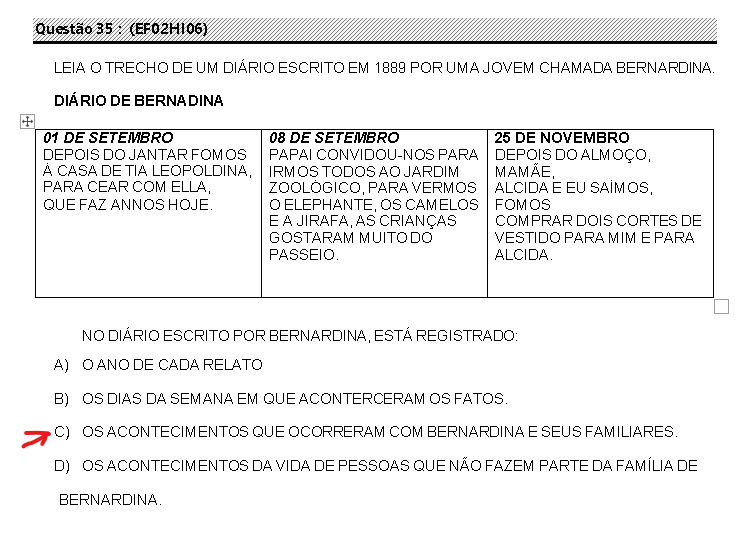 Questão 35 : (EF02HI06)
LEIA O TRECHO DE UM DIÁRIO ESCRITO EM 1889 POR UMA JOVEM CHAMADA BERNARDINA.
DIÁRIO DE BERNADINA
01 DE SETEMBRO
DEPOIS DO JANTAR FOMOS
À CASA DE TIA LEOPOLDINA,
PARA CEAR COM ELLA,
QUE FAZ ANNOS HOJE.
08 DE SETEMBRO
PAPAI CONVIDOU-NOS PARA
IRMOS TODOS AO JARDIM
ZOOLÓGICO, PARA VERMOS
O ELEPHANTE, OS CAMELOS
E A JIRAFA, AS CRIANÇAS
GOSTARAM MUITO DO
PASSEIO.
25 DE NOVEMBRO
DEPOIS DO ALMOÇO,
MAMÃE,
ALCIDA E EU SAÍMOS,
FOMOS
COMPRAR DOIS CORTES DE
VESTIDO PARA MIM E PARA
ALCIDA.
NO DIÁRIO ESCRITO POR BERNARDINA, ESTÁ REGISTRADO:
A) O ANO DE CADA RELATO
B) OS DIAS DA SEMANA EM QUE ACONTERCERAM OS FATOS.
C) OS ACONTECIMENTOS QUE OCORRERAM COM BERNARDINA E SEUS FAMILIARES.
D) OS ACONTECIMENTOS DA VIDA DE PESSOAS QUE NÃO FAZEM PARTE DA FAMÍLIA DE
BERNARDINA.